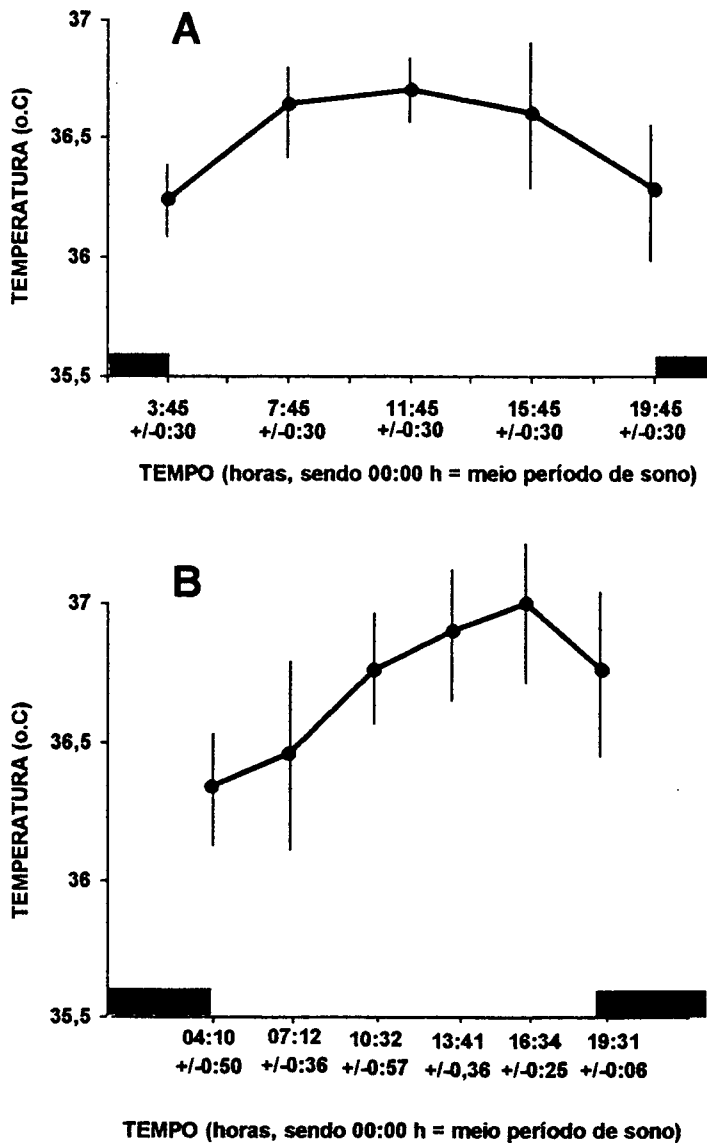 A
TEMPERATURA (o.C)
37
36,5
36
35,5
3:45 7:45 11:45 15:45 19:45
+/-0:30 +/-0:30 +/-0:30 +/-0:30 +/-0:30
TEMPO (horas, sendo 00:00 h = meio período de sono)
B
TEMPERATURA (o.C)
37
36,5
36
35,5
04:10 07:12 10:32 13:41 16:34 19:31
+/-0:50 +/-0:36 +/-0:57 +/-0,36 +/-0:25 +/-0:06
TEMPO (horas, sendo 00:00 h = meio período de sono)